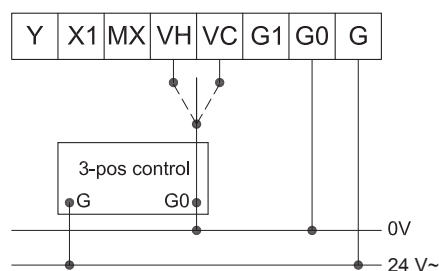 Y X1 MX VH VC G1 G0 G
3-pos control
G G0
0V
24 V~